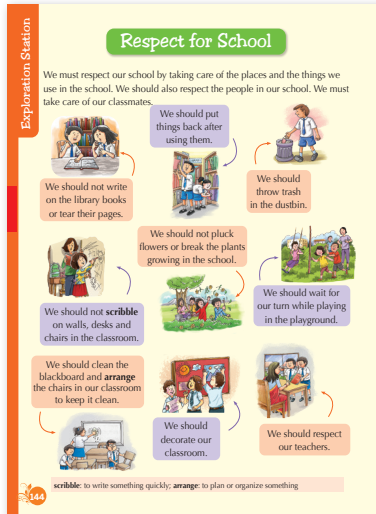 Exploration Station
Respect for School
We must respect our school by taking care of the places and the things we
use in the school. We should also respect the people in our school. We must
take care of our classmates.
We should put
things back after
using them.
We should not write
on the library books
or tear their pages.
We should
throw trash
in the dustbin.
We should not pluck
flowers or break the plants
growing in the school.
We should not scribble
on walls, desks and
chairs in the classroom.
We should wait for
our turn while playing
in the playground.
We should clean the
blackboard and arrange
the chairs in our classroom
to keep it clean.
We should
decorate our
classroom.
We should respect
our teachers.
scribble: to write something quickly; arrange: to plan or organize something
144